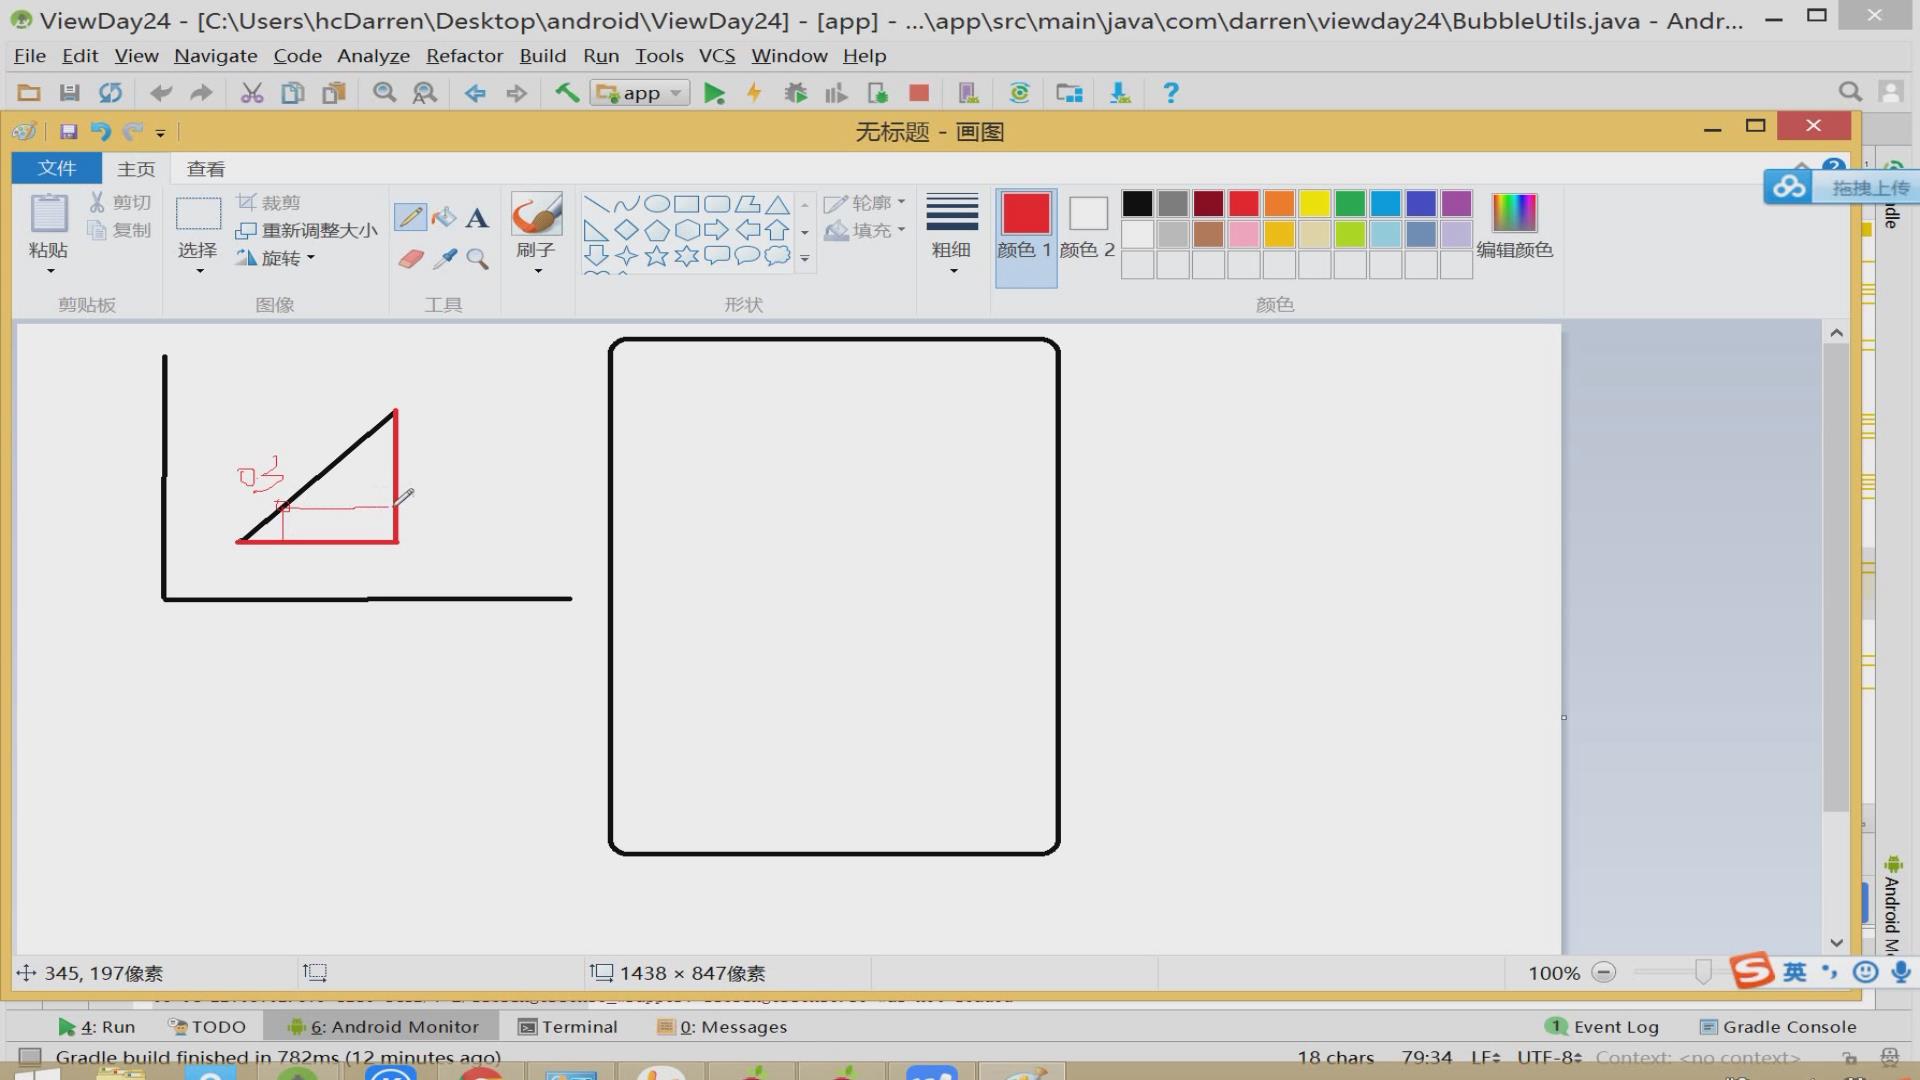 ViewDay24 - [C:\Users\hcDarren\Desktop\android\ViewDay24] - [app] - ...\app\src\main\java\com\darren\viewday24\BubbleUtils.java - Andr...
File Edit View Navigate Code Analyze Refactor Build Run Tools VCS Window Help
app
无标题 - 画图
文件 主页 查看
拖拽上传
粘贴 剪切 复制
选择 裁剪 重新调整大小 旋转
A
刷子
轮廓 填充
粗细
颜色 1 颜色 2
编辑颜色
剪贴板 图像 工具 形状 颜色
0.3
345, 197像素
1438 × 847像素
100%
英
Android M
4: Run TODO 6: Android Monitor Terminal 0: Messages
1 Event Log Gradle Console
Gradle build finished in 782ms (12 minutes ago)
18 chars 79:34 LF UTF-8 Context: <no context>